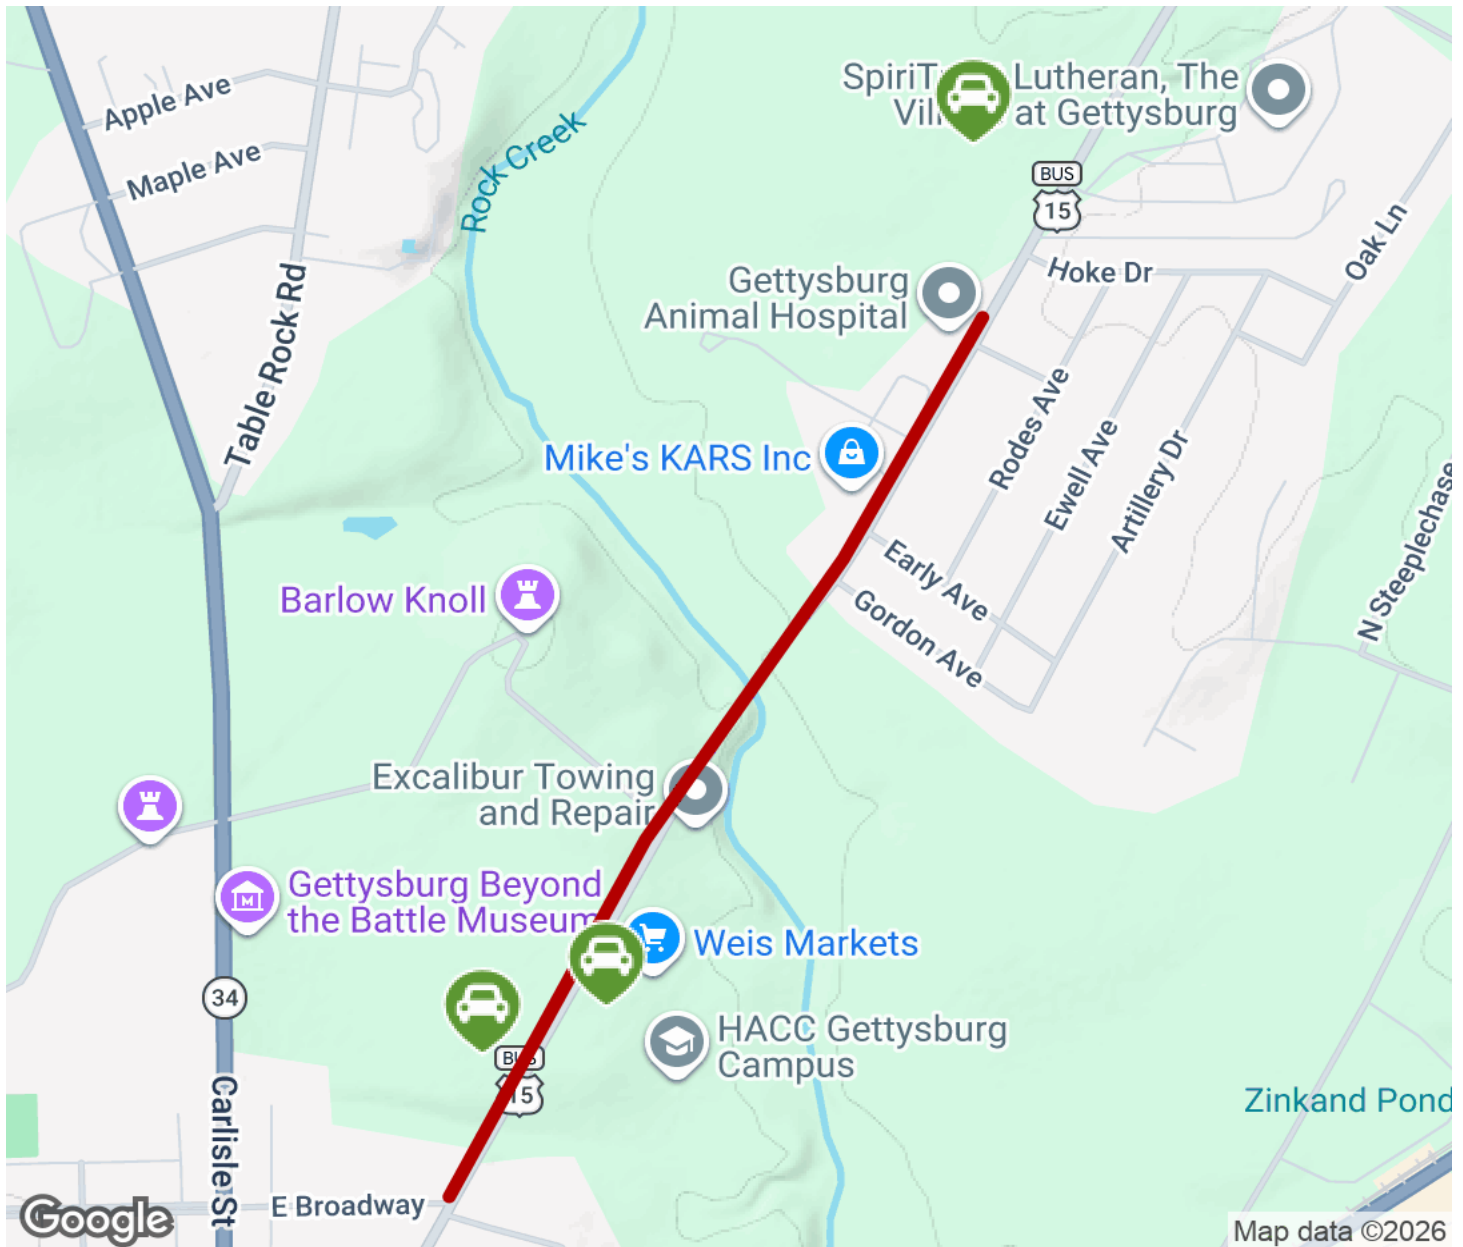 Apple Ave
Maple Ave
Rock Creek
Lutheran, The
at Gettysburg
BUS
15
Hoke Dr
Oak Ln
Table Rock Rd
Gettysburg
Animal Hospital
Mike's KARS Inc
Rodes Ave
Ewell Ave
Artillery Dr
N Steeplechase
Early Ave
Gordon Ave
Barlow Knoll
Excalibur Towing
and Repair
Gettysburg Beyond
the Battle Museum
Weis Markets
34
HACC Gettysburg
Campus
15
Carlisle St
Zinkand Pond
E Broadway
Google
Map data ©2026